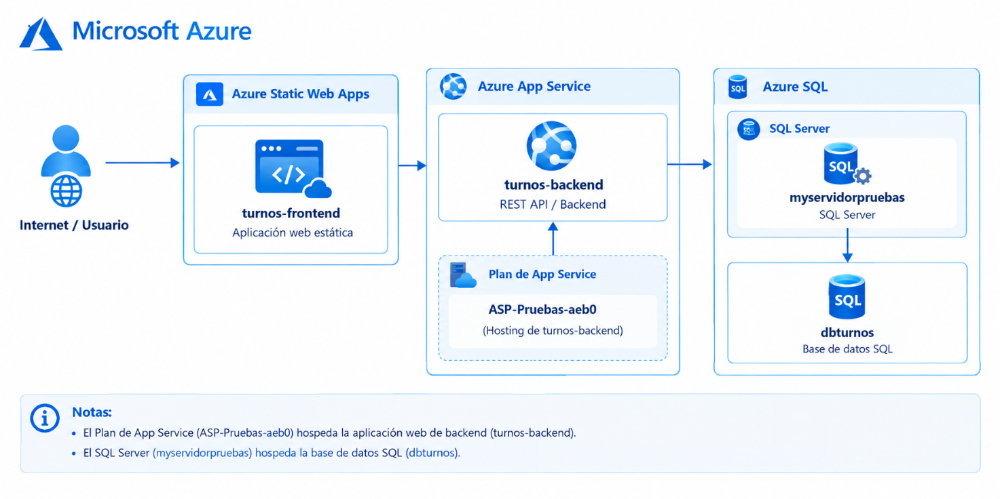 Microsoft Azure
Internet / Usuario
Azure Static Web Apps
turnos-frontend
Aplicación web estática
Azure App Service
turnos-backend
REST API / Backend
Plan de App Service
ASP-Pruebas-aeb0
(Hosting de turnos-backend)
SQL
Azure SQL
SQL
SQL Server
SQL
myservidorpruebas
SQL Server
SQL
dbturnos
Base de datos SQL
Notas:
• El Plan de App Service (ASP-Pruebas-aeb0) hospeda la aplicación web de backend (turnos-backend).
• El SQL Server (myservidorpruebas) hospeda la base de datos SQL (dbturnos).